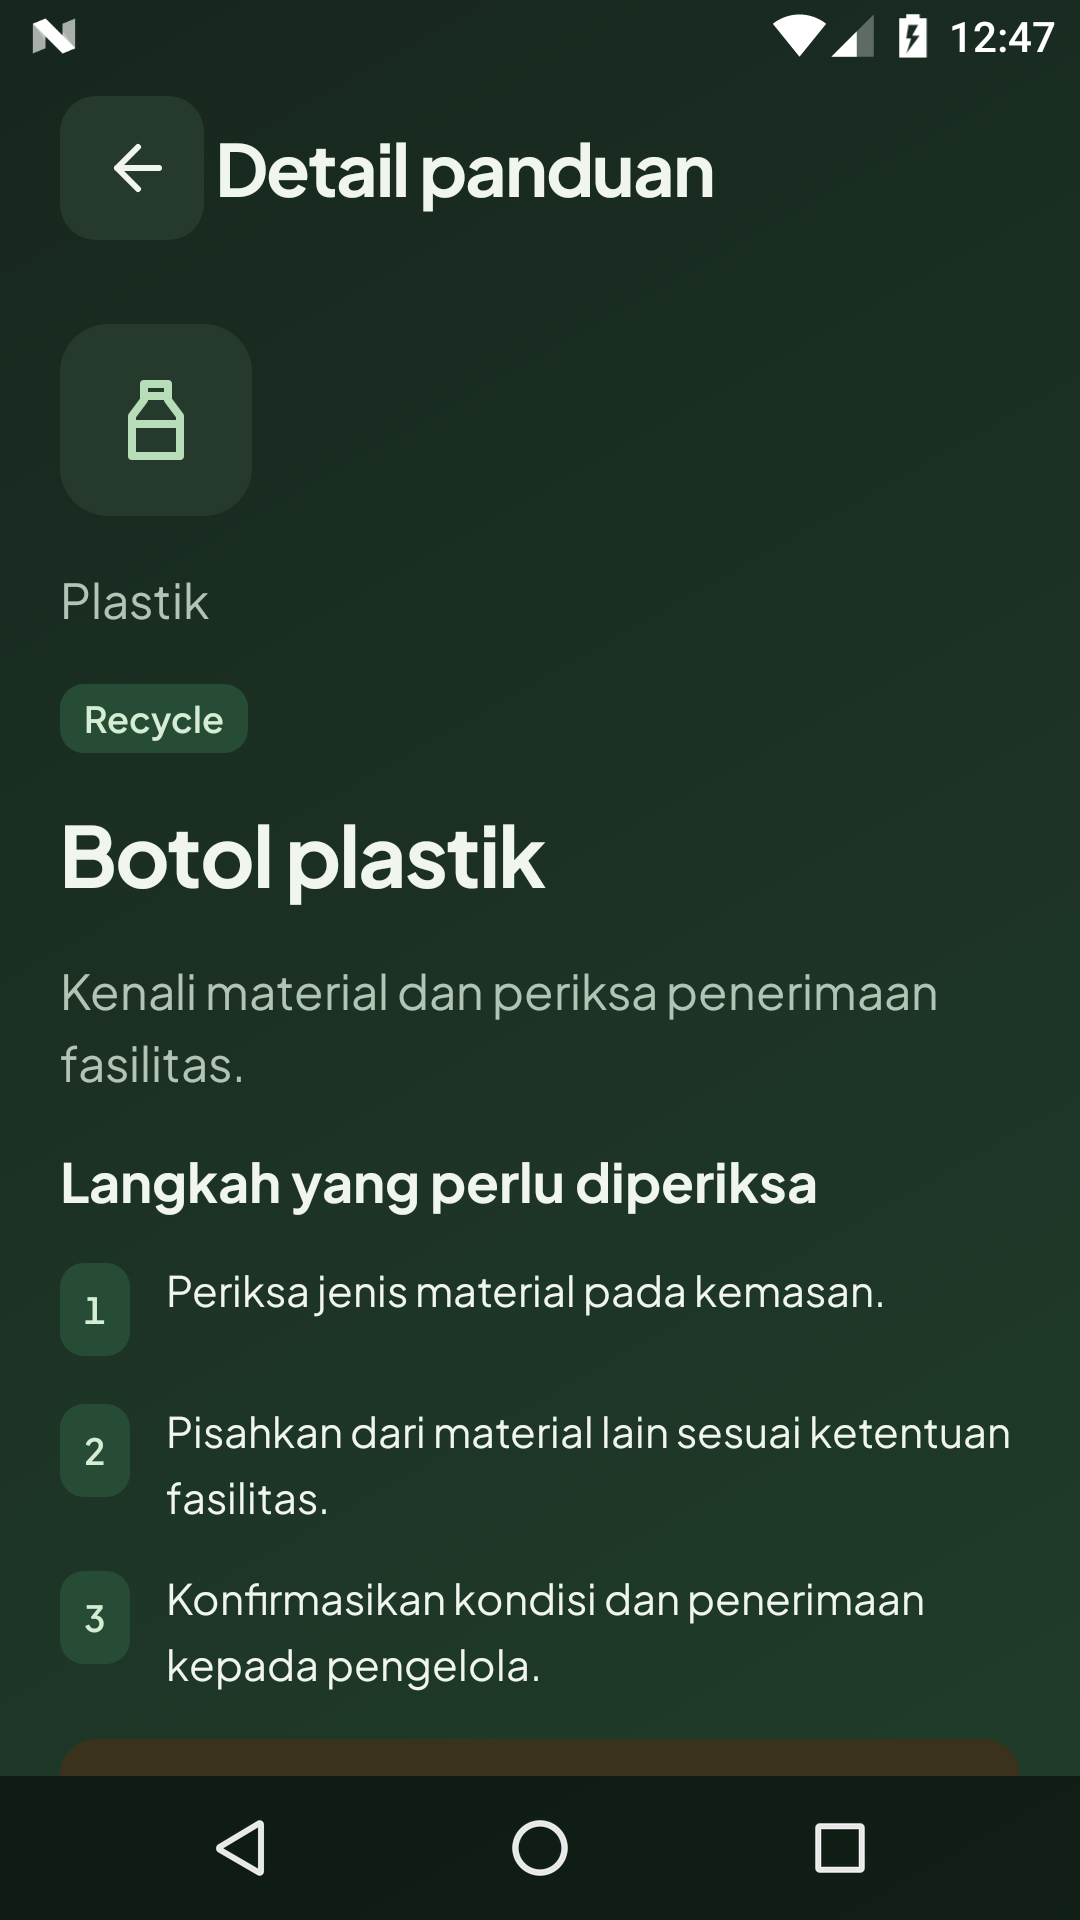 12:47
Detail panduan
Plastik
Recycle
Botol plastik
Kenali material dan periksa penerimaan
fasilitas.
Langkah yang perlu diperiksa
1
Periksa jenis material pada kemasan.
2
Pisahkan dari material lain sesuai ketentuan
fasilitas.
3
Konfirmasikan kondisi dan penerimaan
kepada pengelola.